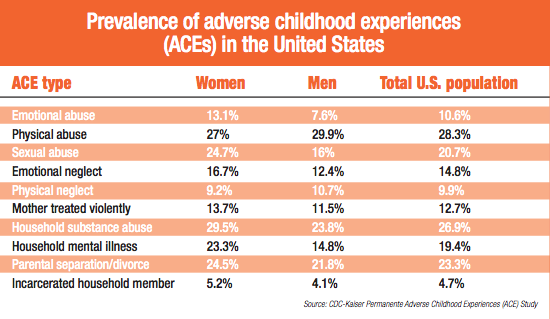 Prevalence of adverse childhood experiences
(ACEs) in the United States
ACE type Women Men Total U.S. population
Emotional abuse 13.1% 7.6% 10.6%
Physical abuse 27% 29.9% 28.3%
Sexual abuse 24.7% 16% 20.7%
Emotional neglect 16.7% 12.4% 14.8%
Physical neglect 9.2% 10.7% 9.9%
Mother treated violently 13.7% 11.5% 12.7%
Household substance abuse 29.5% 23.8% 26.9%
Household mental illness 23.3% 14.8% 19.4%
Parental separation/divorce 24.5% 21.8% 23.3%
Incarcerated household member 5.2% 4.1% 4.7%
Source: CDC-Kaiser Permanente Adverse Childhood Experiences (ACE) Study